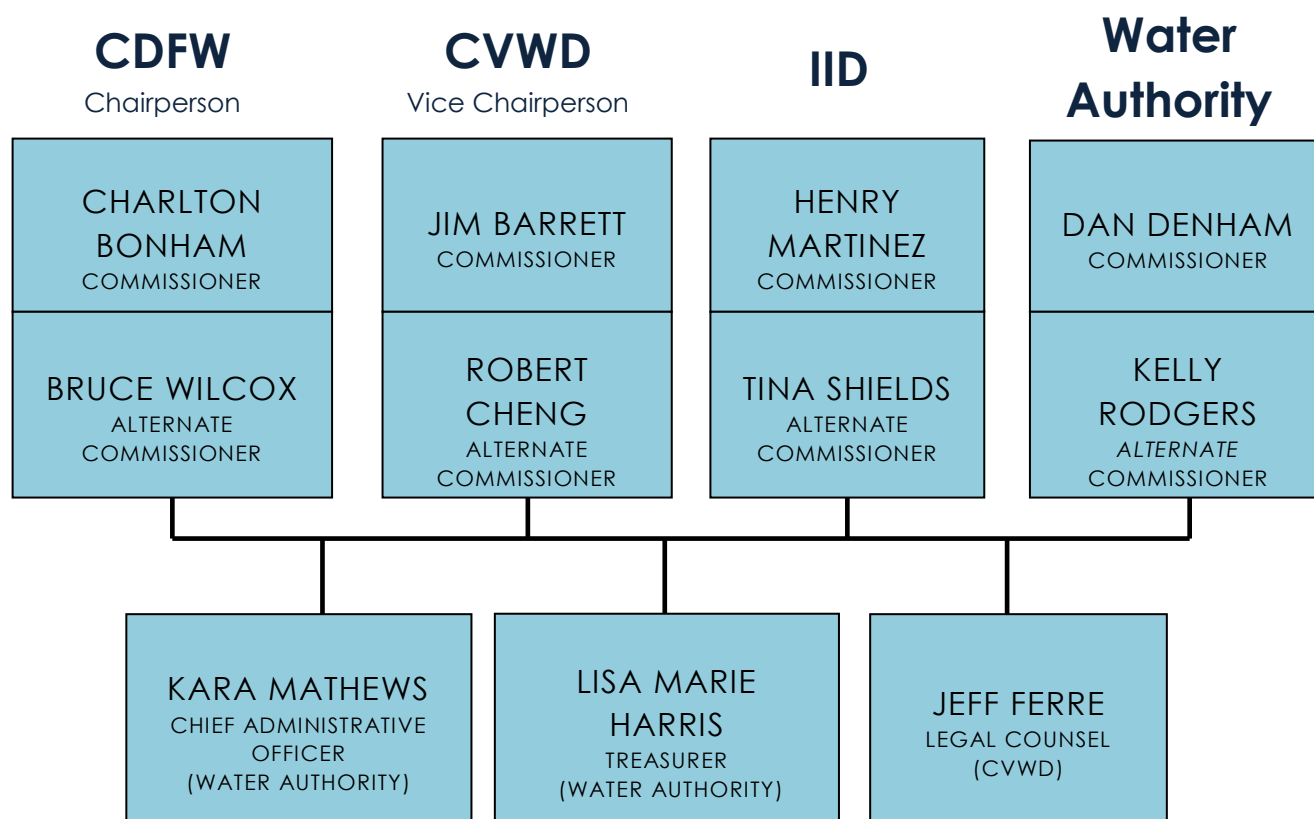 CDFW
Chairperson
CVWD
Vice Chairperson
IID
Water
Authority
CHARLTON
BONHAM
COMMISSIONER
JIM BARRETT
COMMISSIONER
HENRY
MARTINEZ
COMMISSIONER
DAN DENHAM
COMMISSIONER
BRUCE WILCOX
ALTERNATE
COMMISSIONER
ROBERT
CHENG
ALTERNATE
COMMISSIONER
TINA SHIELDS
ALTERNATE
COMMISSIONER
KELLY
RODGERS
ALTERNATE
COMMISSIONER
KARA MATHEWS
CHIEF ADMINISTRATIVE
OFFICER
(WATER AUTHORITY)
LISA MARIE
HARRIS
TREASURER
(WATER AUTHORITY)
JEFF FERRE
LEGAL COUNSEL
(CVWD)